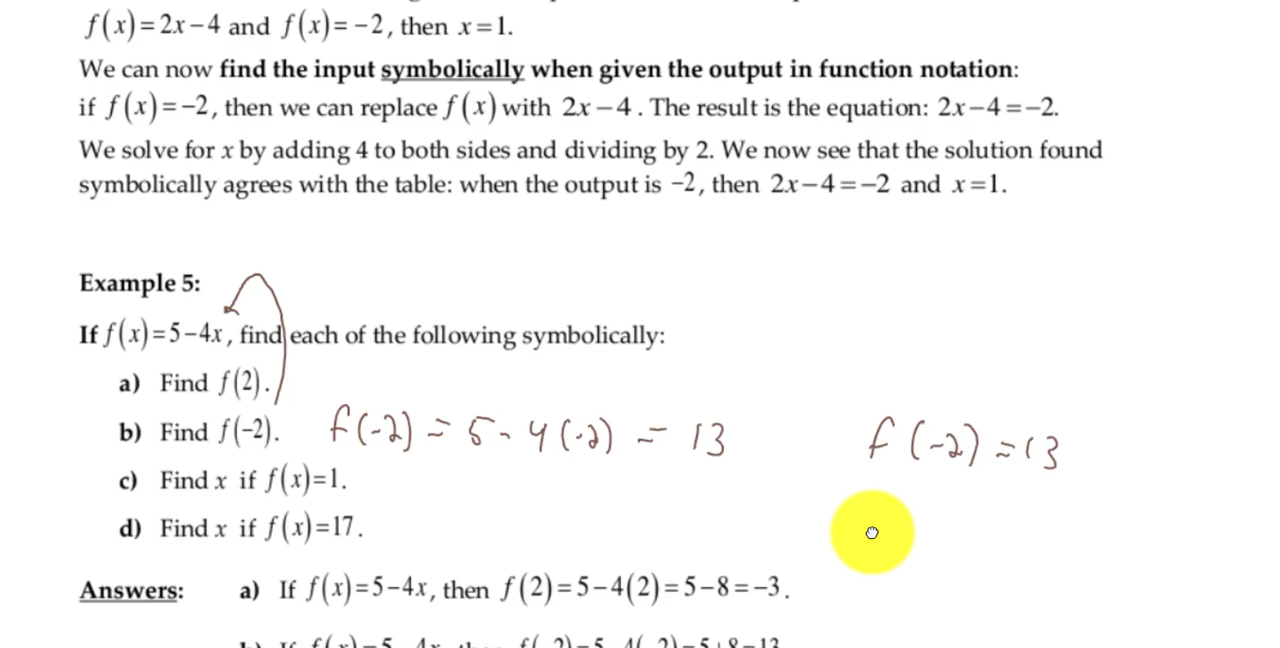 f(x)=2x−4 and f(x)=−2, then x=1.
We can now find the input symbolically when given the output in function notation:
if f(x)=−2, then we can replace f(x) with 2x−4. The result is the equation: 2x−4=−2.
We solve for x by adding 4 to both sides and dividing by 2. We now see that the solution found
symbolically agrees with the table: when the output is −2, then 2x−4=−2 and x=1.
Example 5:
If f(x)=5−4x, find each of the following symbolically:
a) Find f(2).
b) Find f(−2). f(-2) = 5-4(-2) = 13 f(-2)=13
c) Find x if f(x)=1.
d) Find x if f(x)=17.
Answers: a) If f(x)=5−4x, then f(2)=5−4(2)=5−8=−3.